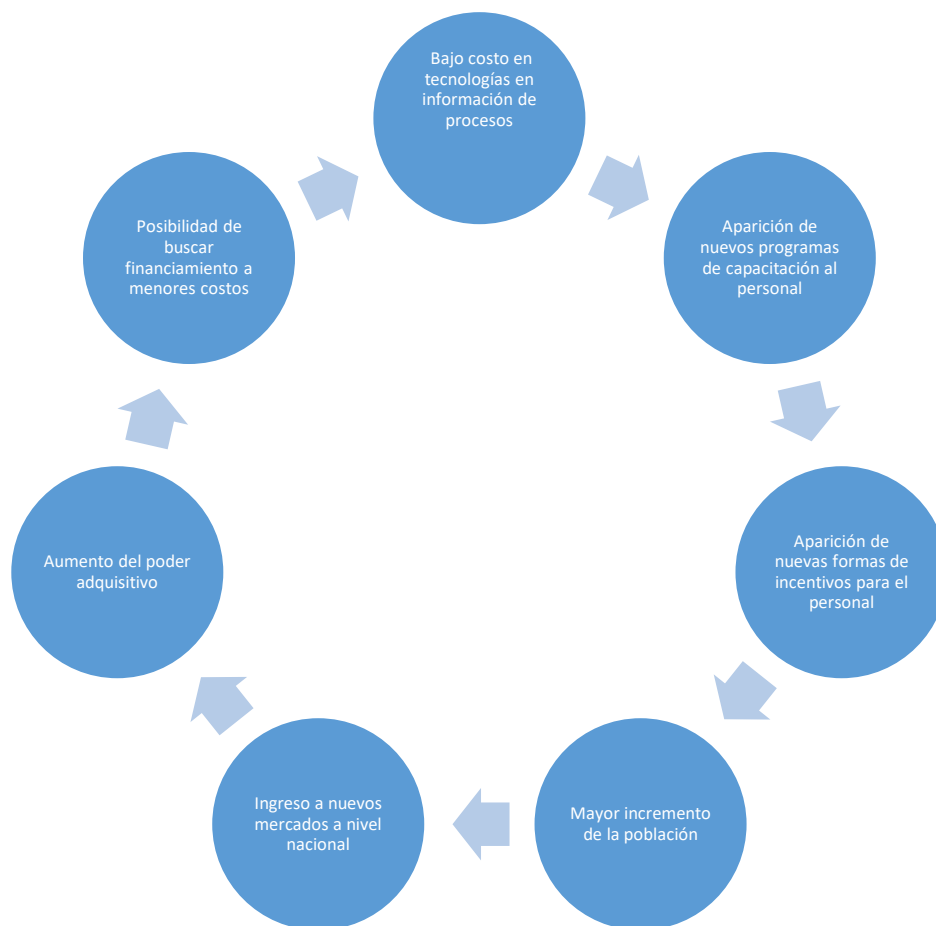 Bajo costo en
tecnologías en
información de
procesos
Aparición de
nuevos programas
de capacitación al
personal
Aparición de
nuevas formas de
incentivos para el
personal
Mayor incremento
de la población
Ingreso a nuevos
mercados a nivel
nacional
Aumento del poder
adquisitivo
Posibilidad de
buscar
financiamiento a
menores costos